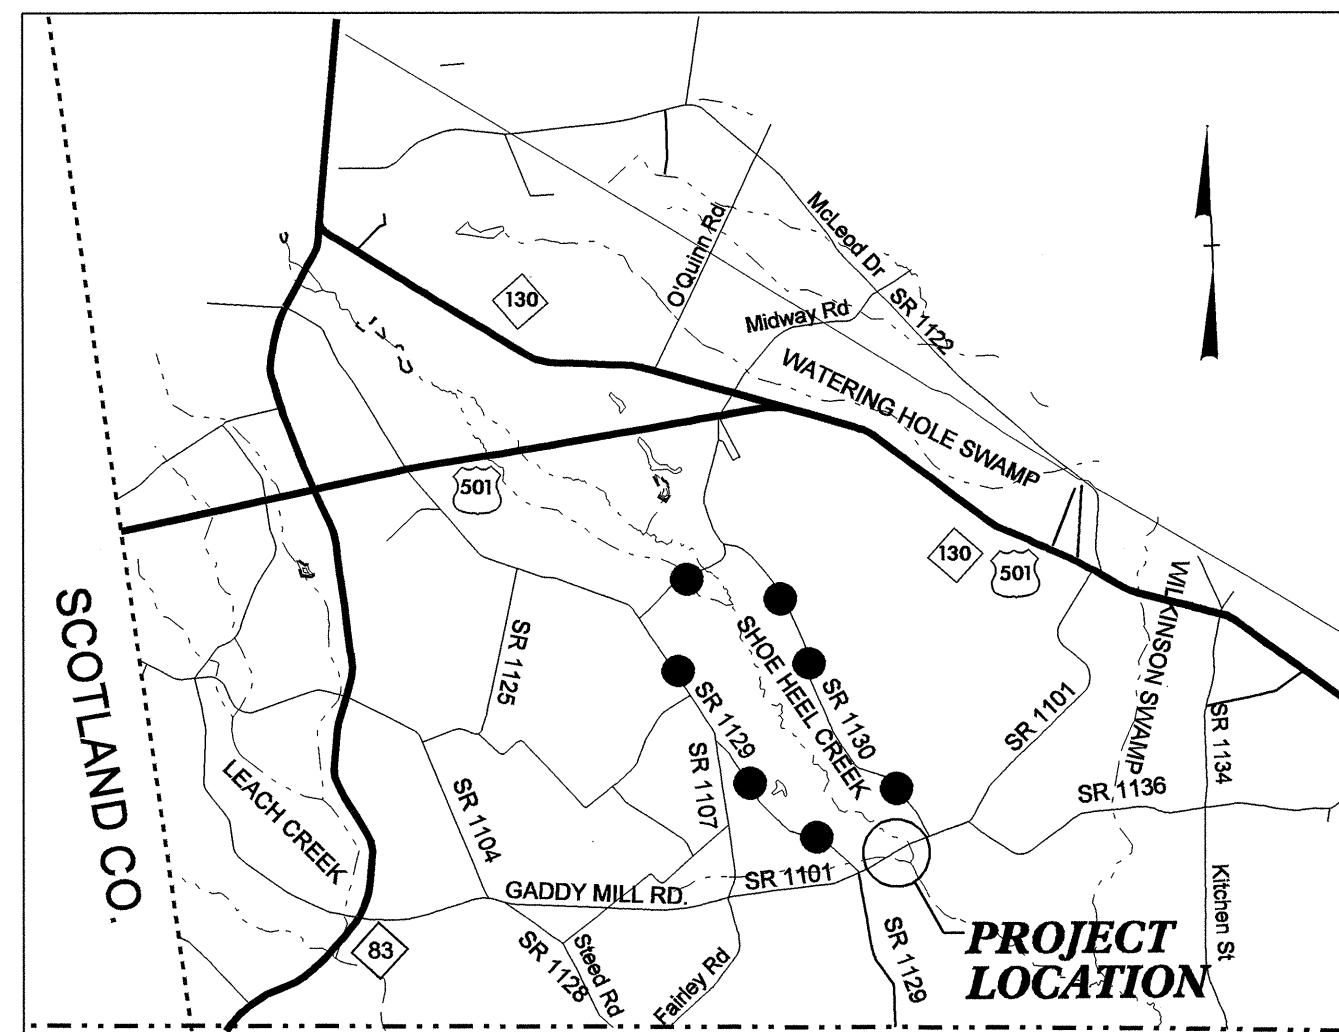 McLeod Dr
O'Quinn Rd
130
SR 1122
Midway Rd
WATERING HOLE SWAMP
501
130
501
SCOTLAND CO.
WILKINSON SWAMP
SR 1125
SHOE HEEL CREEK
SR 1129
SR 1130
SR 1101
SR 1134
SR 1107
LEACH CREEK
SR 1104
SR 1136
SR 1101
GADDY MILL RD.
Kitchen St
83
SR 1128
Steed Rd
Fairley Rd
SR 1129
PROJECT
LOCATION